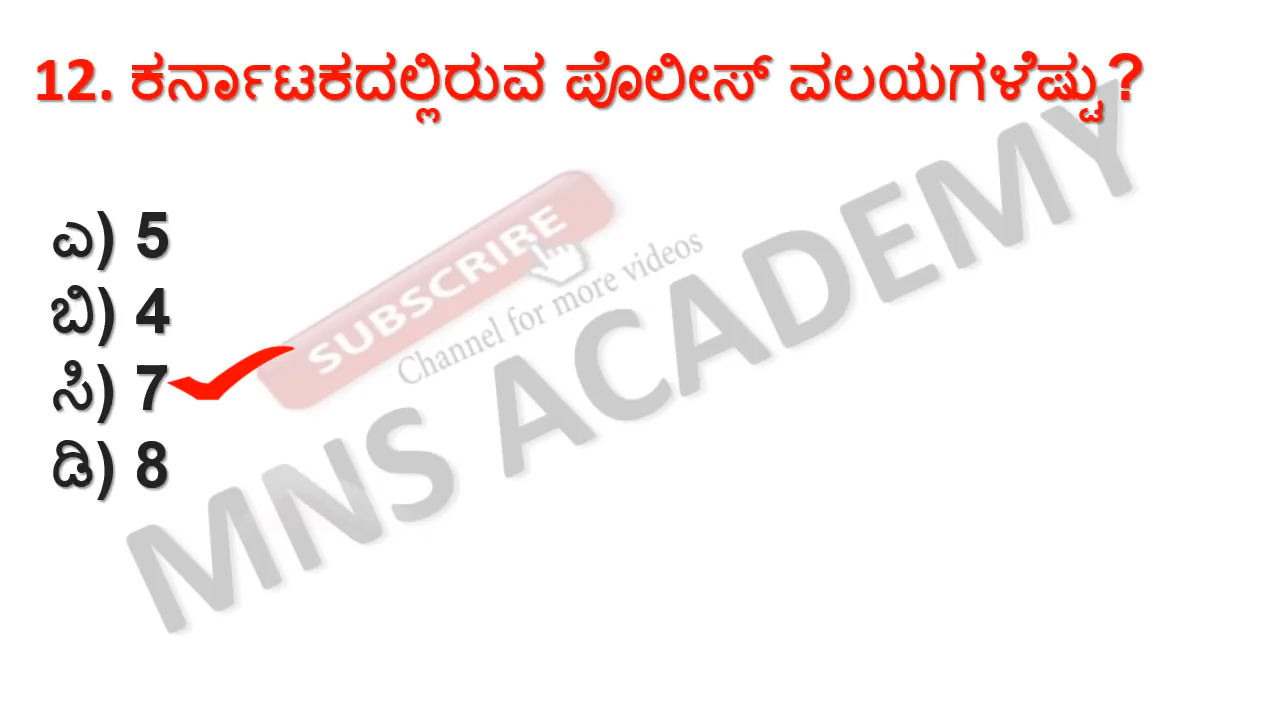 12. ಕರ್ನಾಟಕದಲ್ಲಿರುವ ಪೊಲೀಸ್ ವಲಯಗಳೆಷ್ಟು?
ಎ) 5
ಬಿ) 4
ಸಿ) 7
ಡಿ) 8
SUBSCRIBE
Channel for more videos
MNS ACADEMY